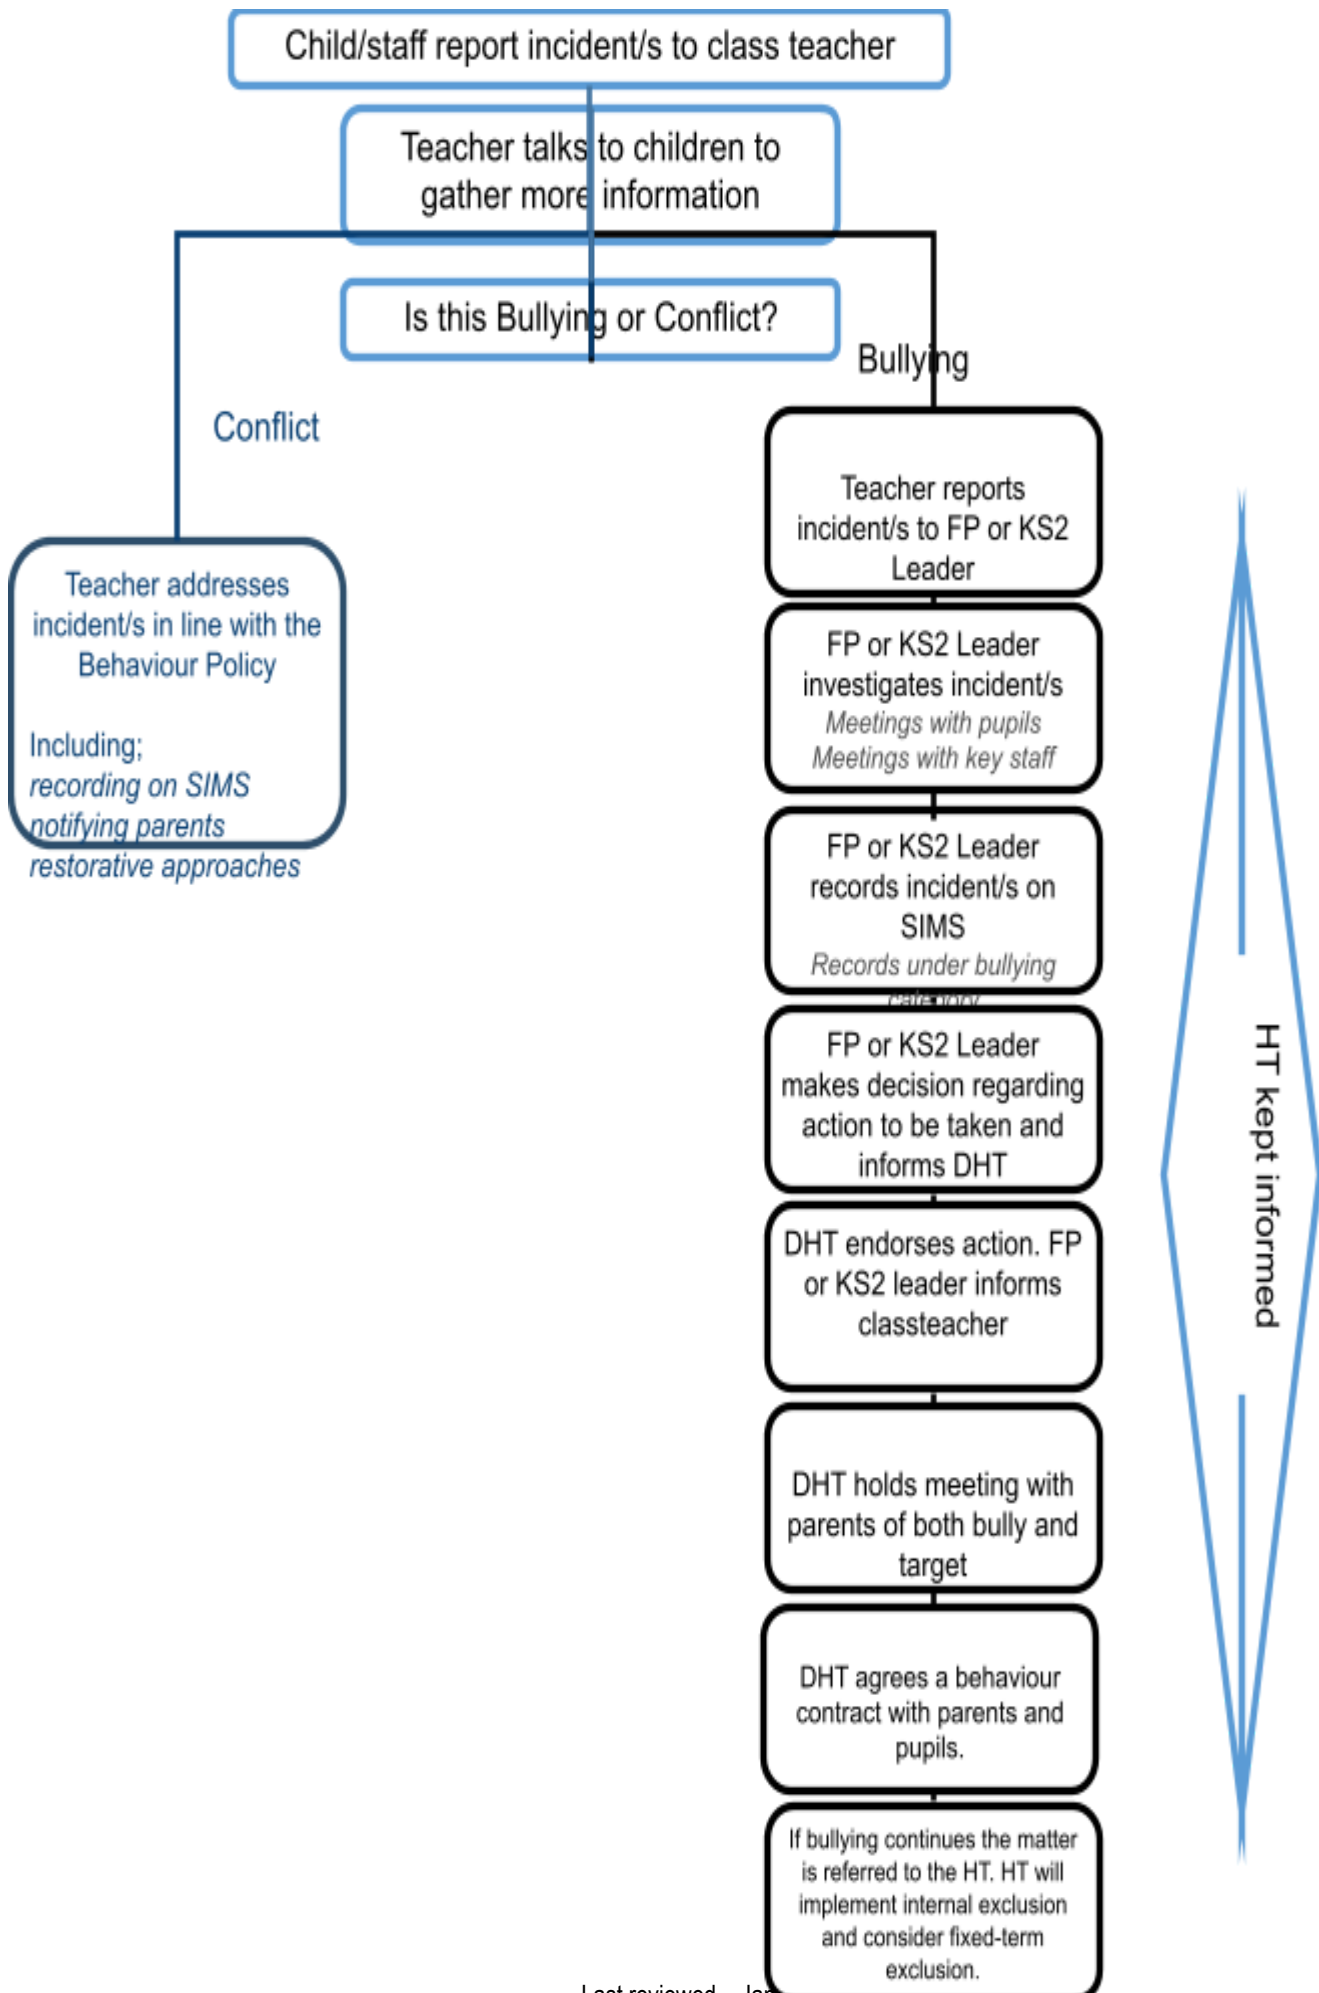 Child/staff report incident/s to class teacher
Teacher talks to children to
gather more information
Is this Bullying or Conflict?
Bullying
Conflict
Teacher addresses
incident/s in line with the
Behaviour Policy
Including;
recording on SIMS
notifying parents
restorative approaches
Teacher reports
incident/s to FP or KS2
Leader
FP or KS2 Leader
investigates incident/s
Meetings with pupils
Meetings with key staff
FP or KS2 Leader
records incident/s on
SIMS
Records under bullying
category
FP or KS2 Leader
makes decision regarding
action to be taken and
informs DHT
DHT endorses action. FP
or KS2 leader informs
classteacher
DHT holds meeting with
parents of both bully and
target
DHT agrees a behaviour
contract with parents and
pupils.
If bullying continues the matter
is referred to the HT. HT will
implement internal exclusion
and consider fixed-term
exclusion.
HT kept informed
Last reviewed